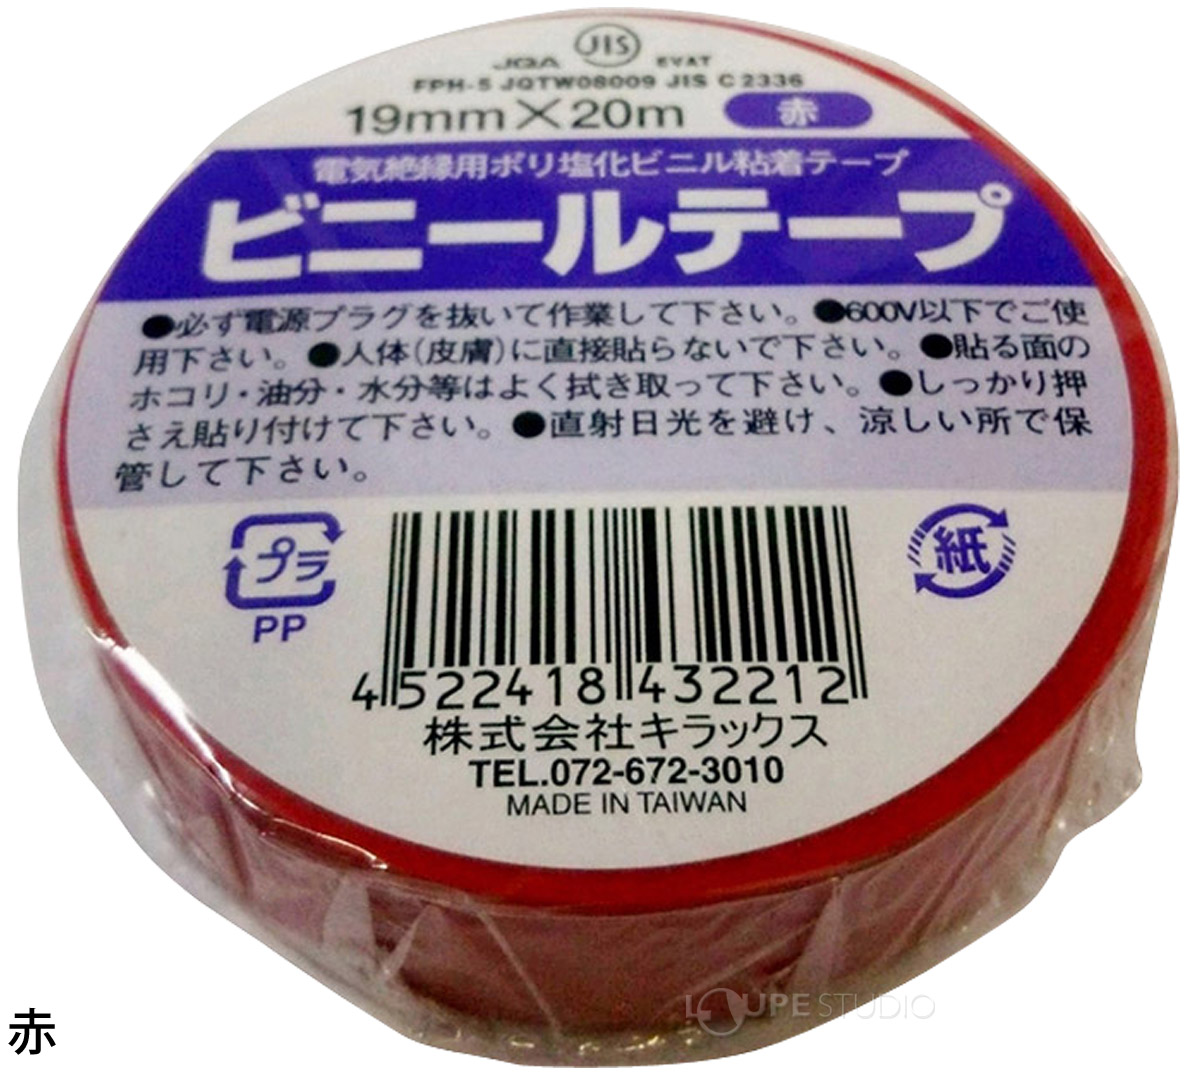 JIS
JQA EVAT
FPH-5 JQTW08009 JIS C 2336
19mm×20m 赤
電気絶縁用ポリ塩化ビニル粘着テープ
ビニールテープ
●必ず電源プラグを抜いて作業して下さい。●600V以下でご使
用下さい。●人体(皮膚)に直接貼らないで下さい。●貼る面の
ホコリ・油分・水分等はよく拭き取って下さい。●しっかり押
さえ貼り付けて下さい。●直射日光を避け、涼しい所で保
管して下さい。
プラ
PP
紙
4 522418 432212
株式会社キラックス
TEL.072-672-3010
MADE IN TAIWAN
LOUPE STUDIO
赤